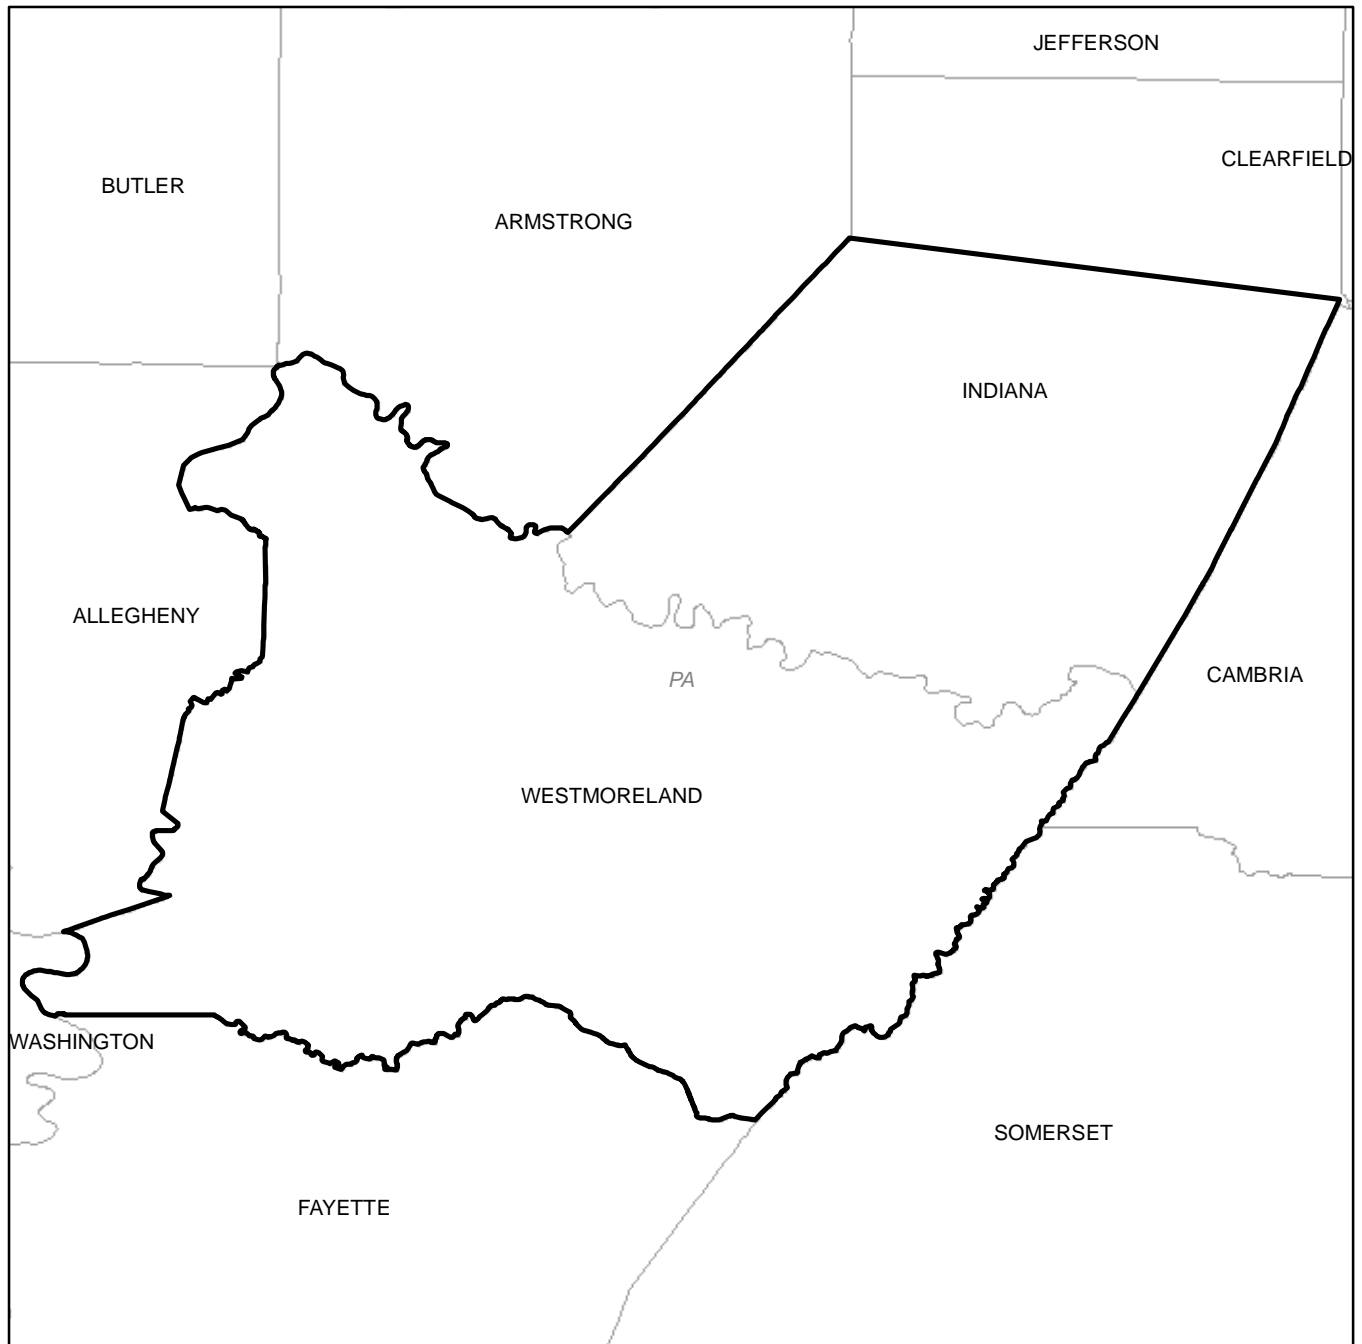 JEFFERSON
CLEARFIELD
BUTLER
ARMSTRONG
INDIANA
ALLEGHENY
CAMBRIA
PA
WESTMORELAND
WASHINGTON
SOMERSET
FAYETTE